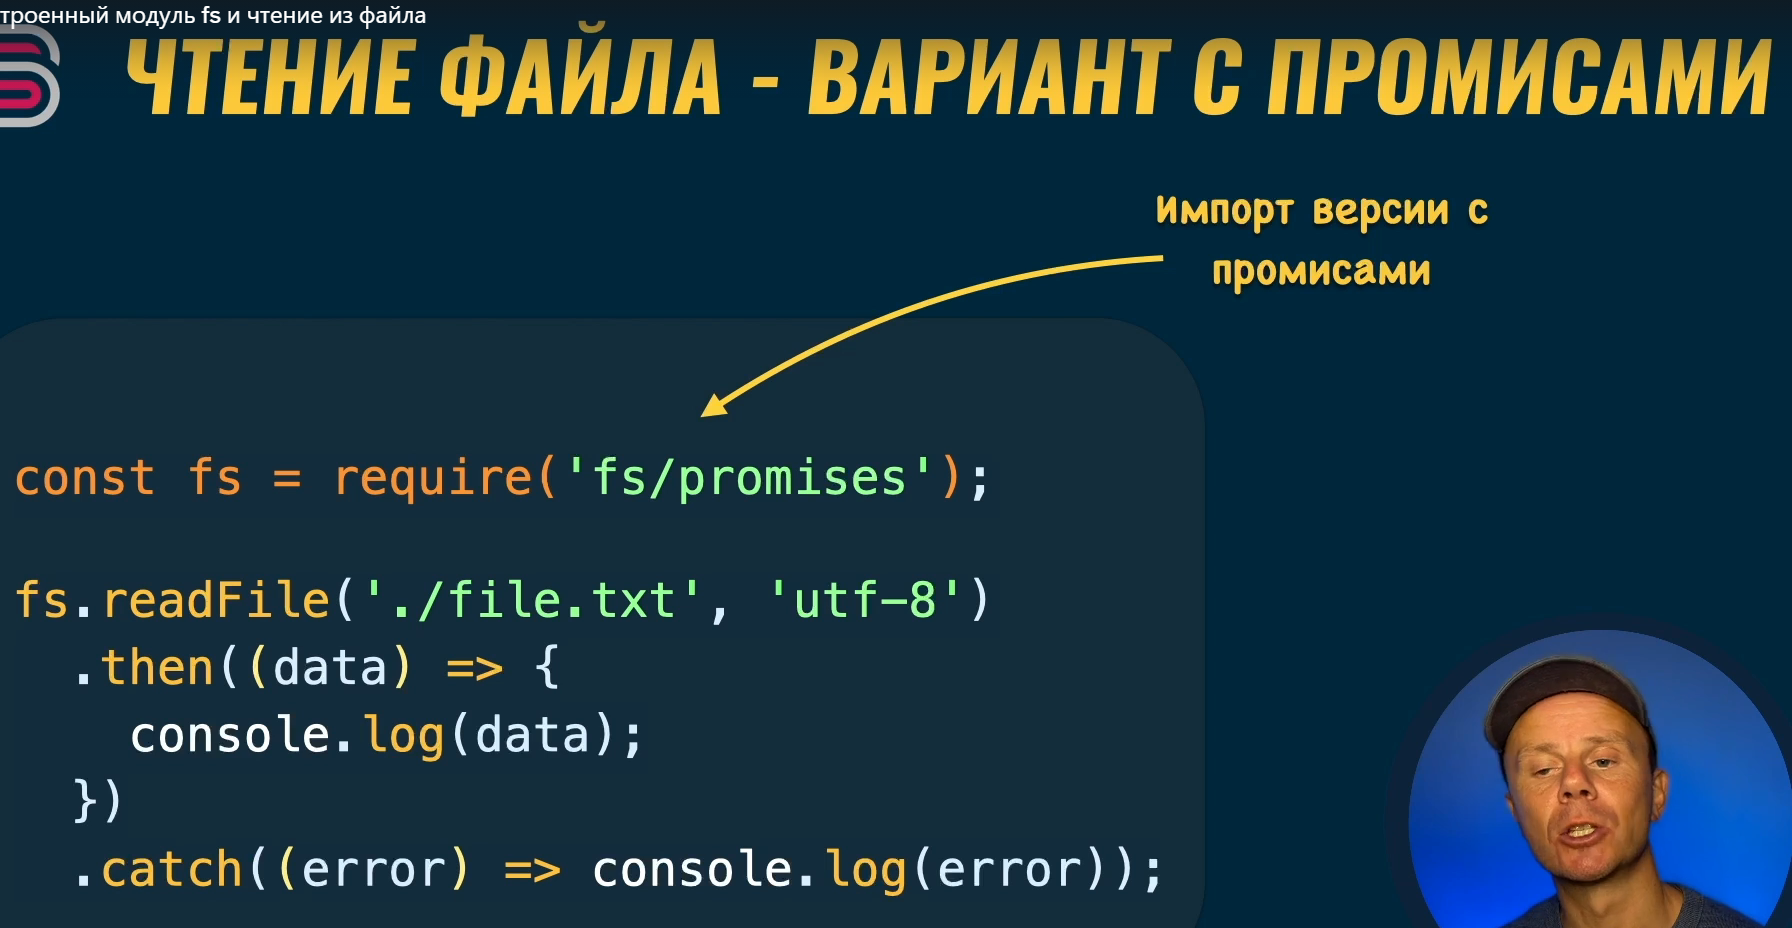 троенный модуль fs и чтение из файла
ЧТЕНИЕ ФАЙЛА - ВАРИАНТ С ПРОМИСАМИ
Импорт версии с
промисами
const fs = require('fs/promises');
fs.readFile('./file.txt', 'utf-8')
.then((data) => {
console.log(data);
})
.catch((error) => console.log(error));